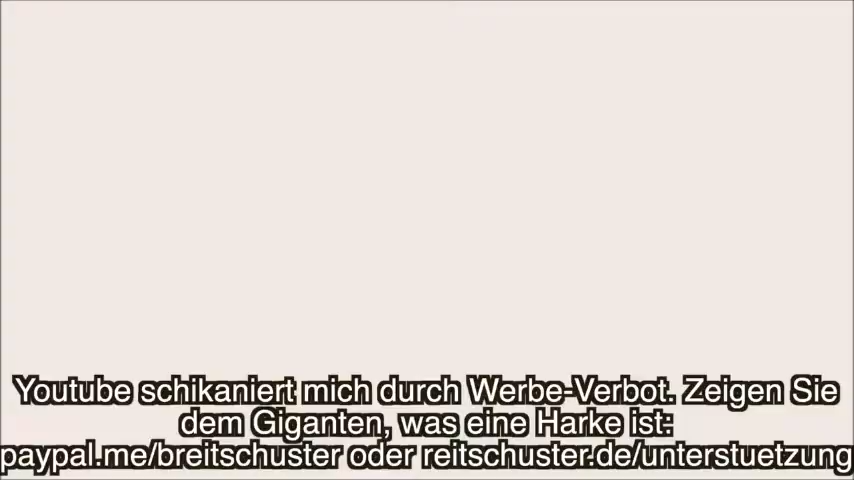 Youtube schikaniert mich durch Werbe-Verbot. Zeigen Sie
dem Giganten, was eine Harke ist:
paypal.me/breitschuster oder reitschuster.de/unterstuetzung